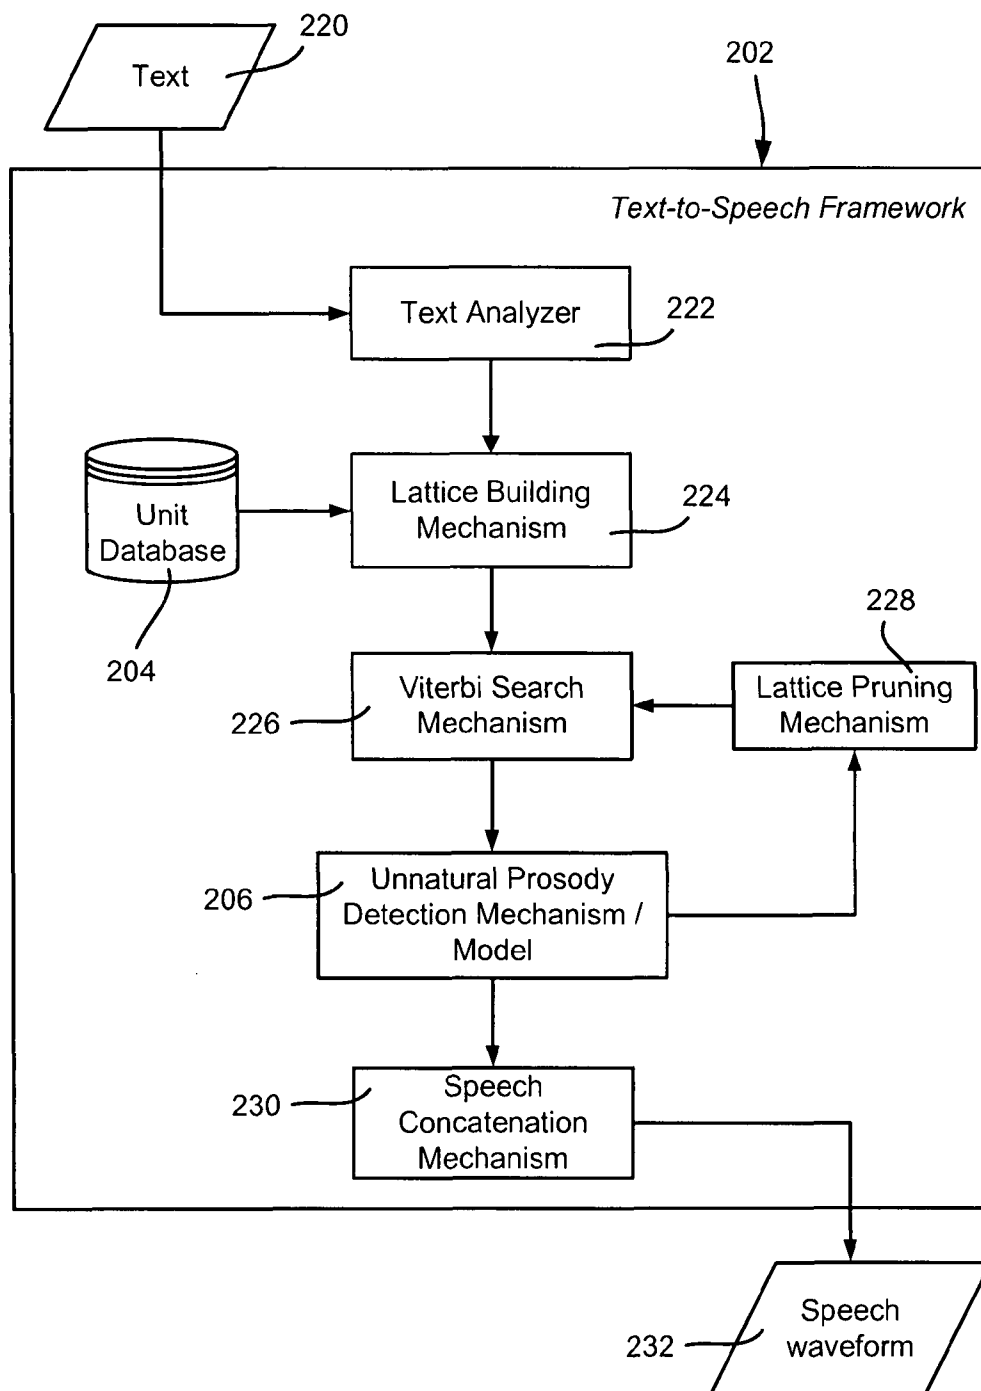 220
Text
202
Text-to-Speech Framework
Text Analyzer
222
Lattice Building
Mechanism
224
Unit
Database
204
Viterbi Search
Mechanism
226
228
Lattice Pruning
Mechanism
206
Unnatural Prosody
Detection Mechanism /
Model
230
Speech
Concatenation
Mechanism
Speech
waveform
232